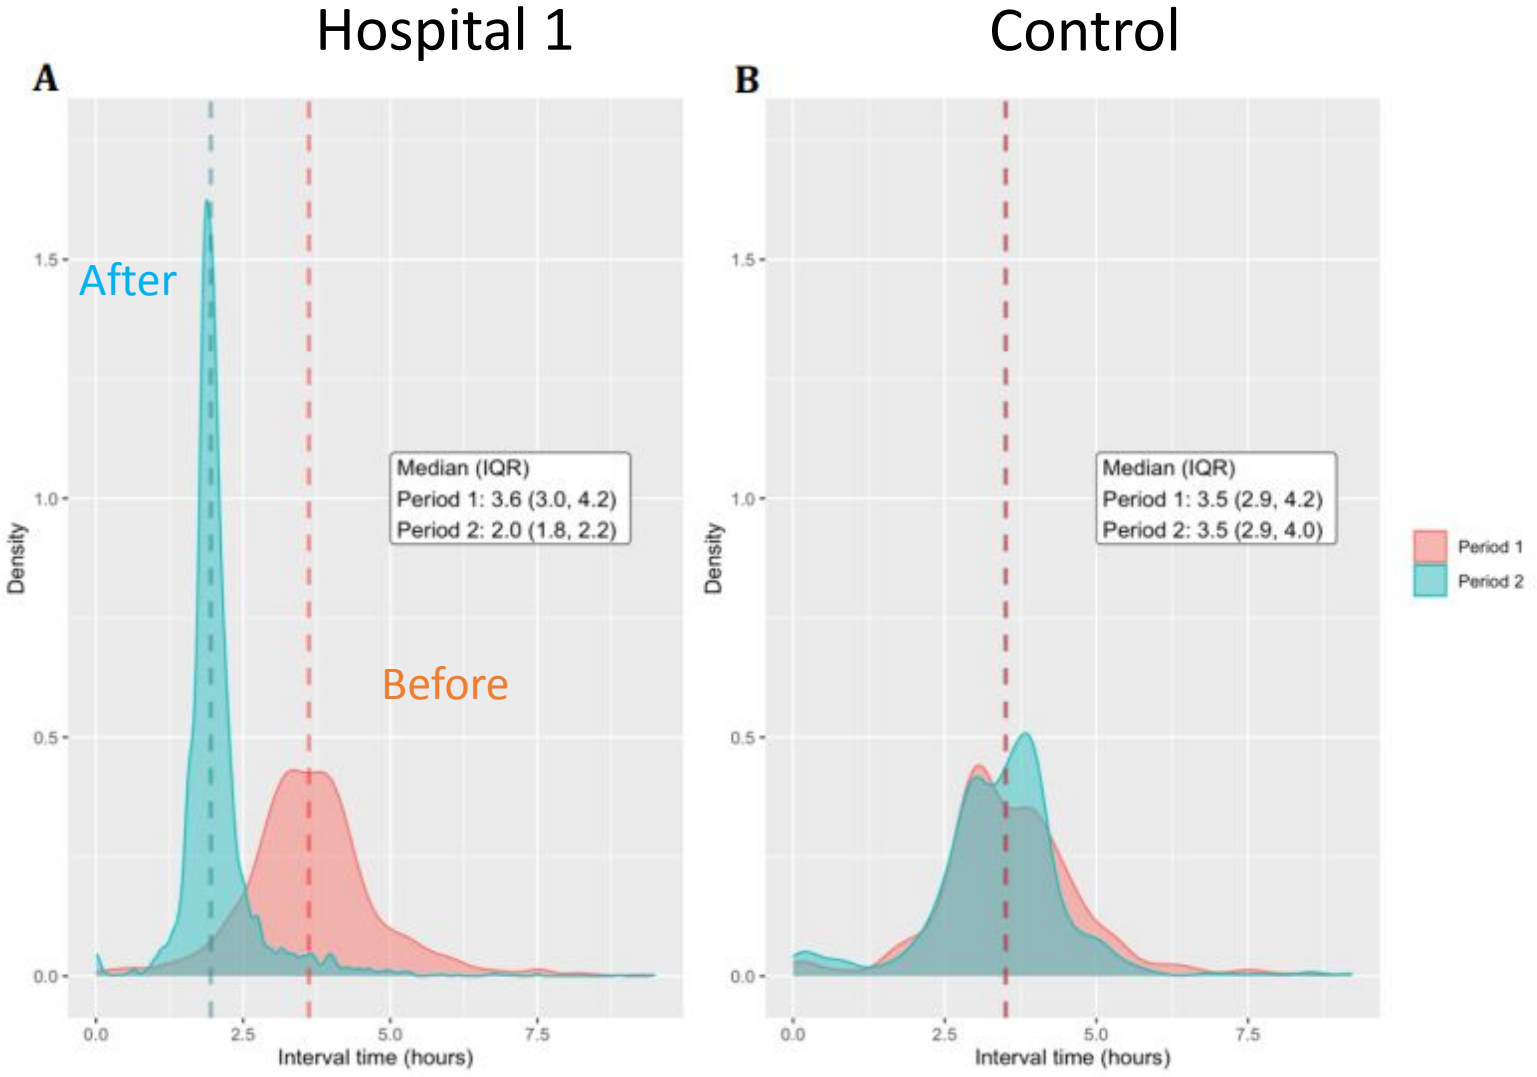 Hospital 1
Control
A
B
1.5
1.0
0.5
0.0
Density
After
Before
Median (IQR)
Period 1: 3.6 (3.0, 4.2)
Period 2: 2.0 (1.8, 2.2)
0.0 2.5 5.0 7.5
Interval time (hours)
1.5
1.0
0.5
0.0
Density
Median (IQR)
Period 1: 3.5 (2.9, 4.2)
Period 2: 3.5 (2.9, 4.0)
0.0 2.5 5.0 7.5
Interval time (hours)
Period 1
Period 2